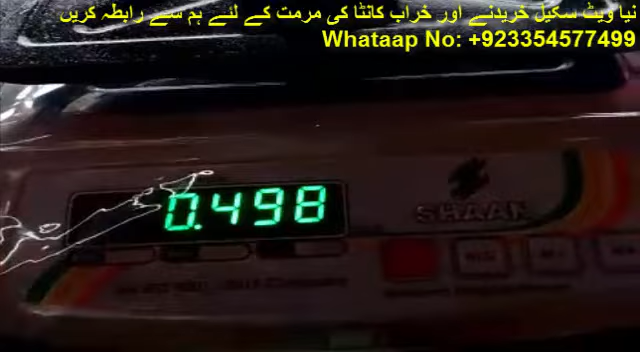 نیا ویٹ سکیل خریدنے اور خراب کانٹا کی مرمت کے لئے ہم سے رابطہ کریں
Whataap No: +923354577499
0.498
SHAAN